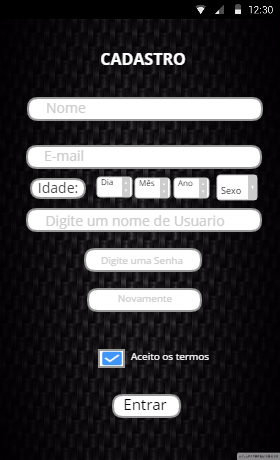 12:30
CADASTRO
Nome
E-mail
Idade: Dia Mês Ano Sexo
Digite um nome de Usuario
Digite uma Senha
Novamente
Aceito os termos
Entrar